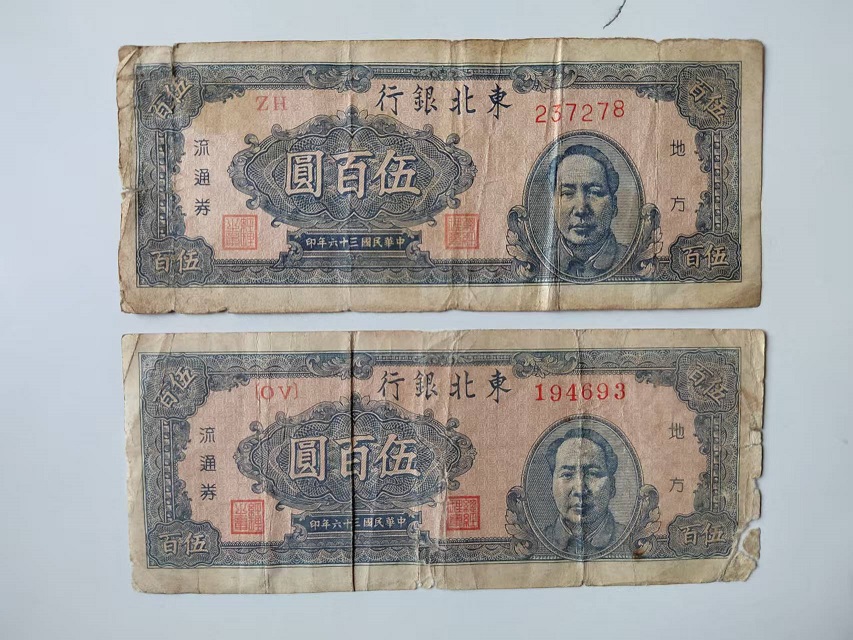 伍百
伍百
ZH
東北銀行
237278
流通券
伍百圓
地方
中華民國三十六年印
伍百
伍百
伍百
伍百
[OV]
東北銀行
194693
流通券
伍百圓
地方
中華民國三十六年印
伍百
伍百